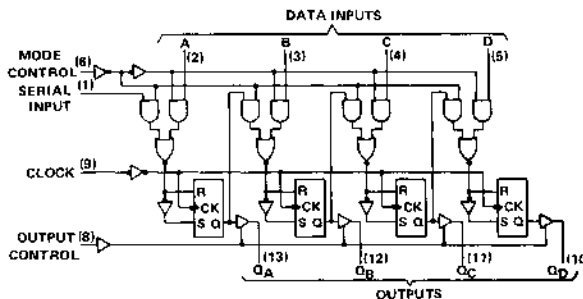 DATA INPUTS
A B C D
MODE (6) (2) (3) (4) (5)
CONTROL
SERIAL (1)
INPUT
CLOCK (9)
R R R R
CK CK CK CK
S Q S Q S Q S Q
OUTPUT (8)
CONTROL
(13) (12) (11) (10
QA QB QC QD
OUTPUTS